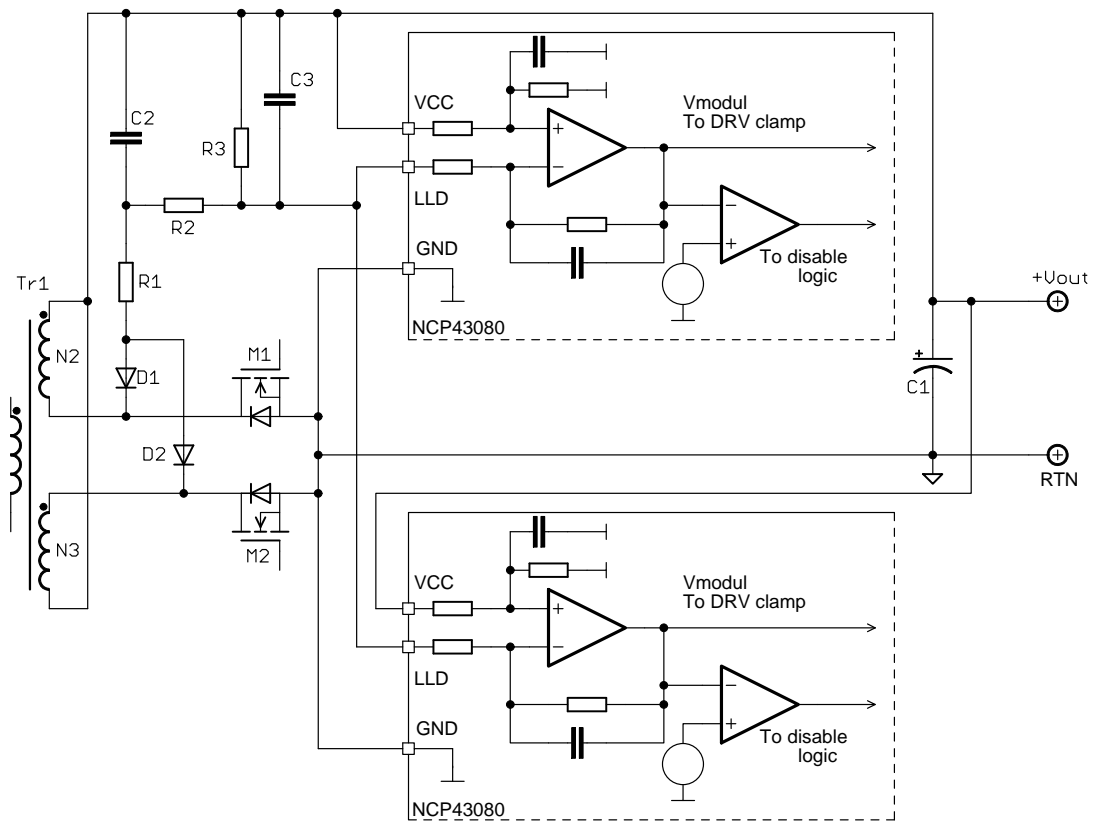 C2
R3
C3
R2
R1
Tr1
N2
D1
M1
D2
N3
M2
VCC
LLD
GND
NCP43080
+
−
Vmodul
To DRV clamp
−
+
To disable
logic
+Vout
+
C1
RTN
VCC
LLD
GND
NCP43080
+
−
Vmodul
To DRV clamp
−
+
To disable
logic